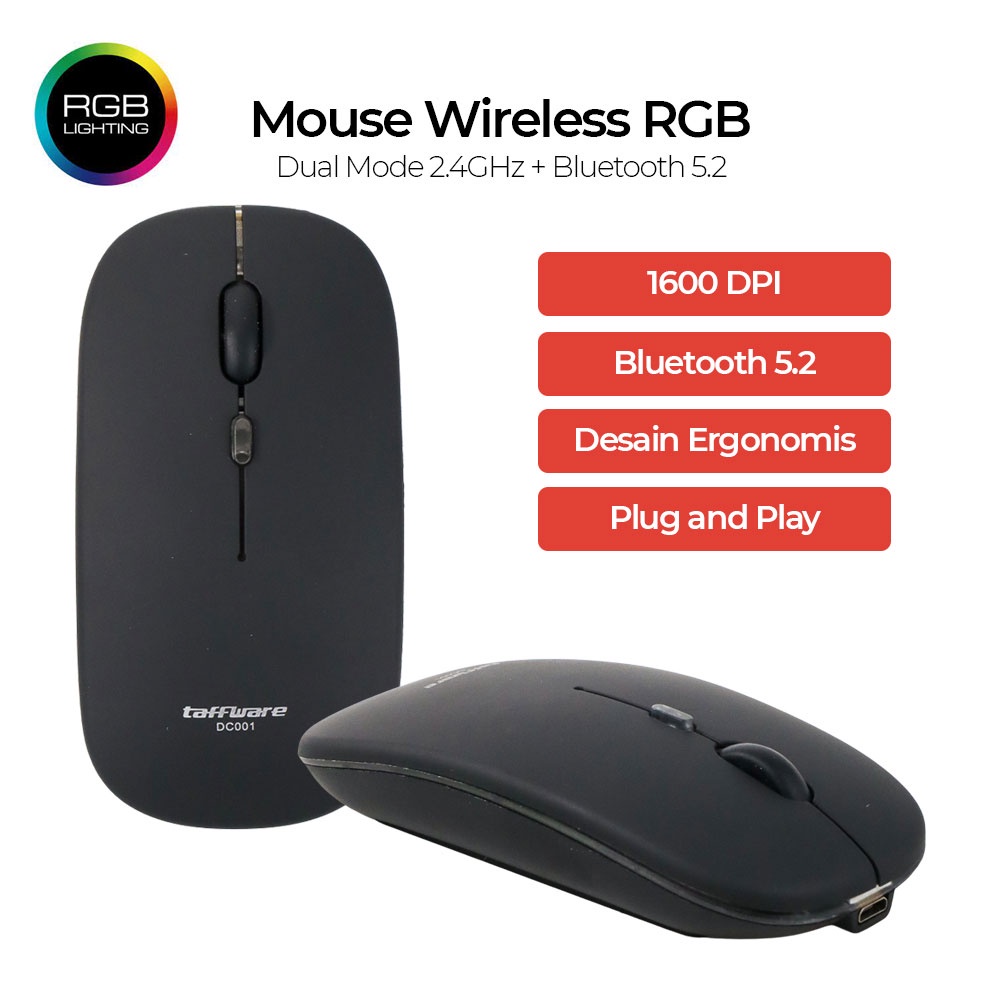 RGB
LIGHTING
Mouse Wireless RGB
Dual Mode 2.4GHz + Bluetooth 5.2
1600 DPI
Bluetooth 5.2
Desain Ergonomis
Plug and Play
taffware
DC001
taffware